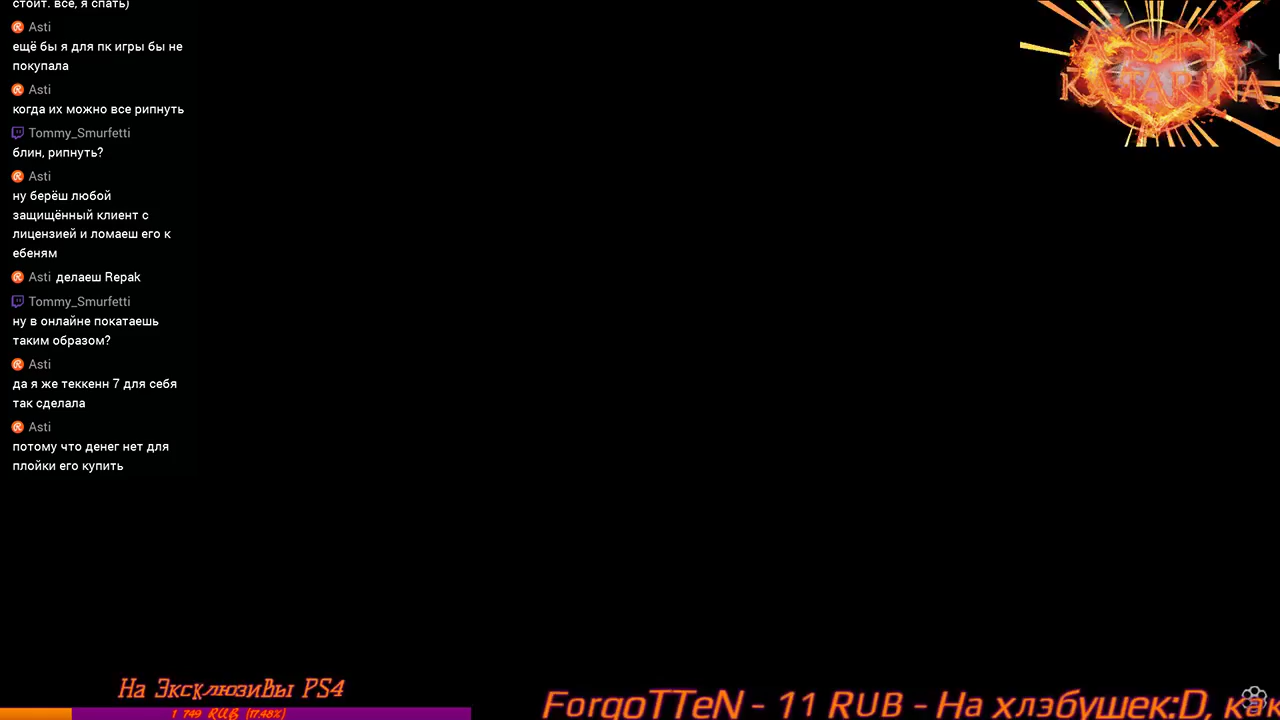 стоит. все, я спать)
Asti
ещё бы я для пк игры бы не
покупала
Asti
когда их можно все рипнуть
Tommy_Smurfetti
блин, рипнуть?
Asti
ну берёш любой
защищённый клиент с
лицензией и ломаеш его к
ебеням
Asti делаеш Repak
Tommy_Smurfetti
ну в онлайне покатаешь
таким образом?
Asti
да я же теккенн 7 для себя
так сделала
Asti
потому что денег нет для
плойки его купить
ASTI
KATARINA
На Эксклюзивы PS4
1 749 RUB (17.48%)
ForgoTTeN - 11 RUB - На хлэбушек:D, как